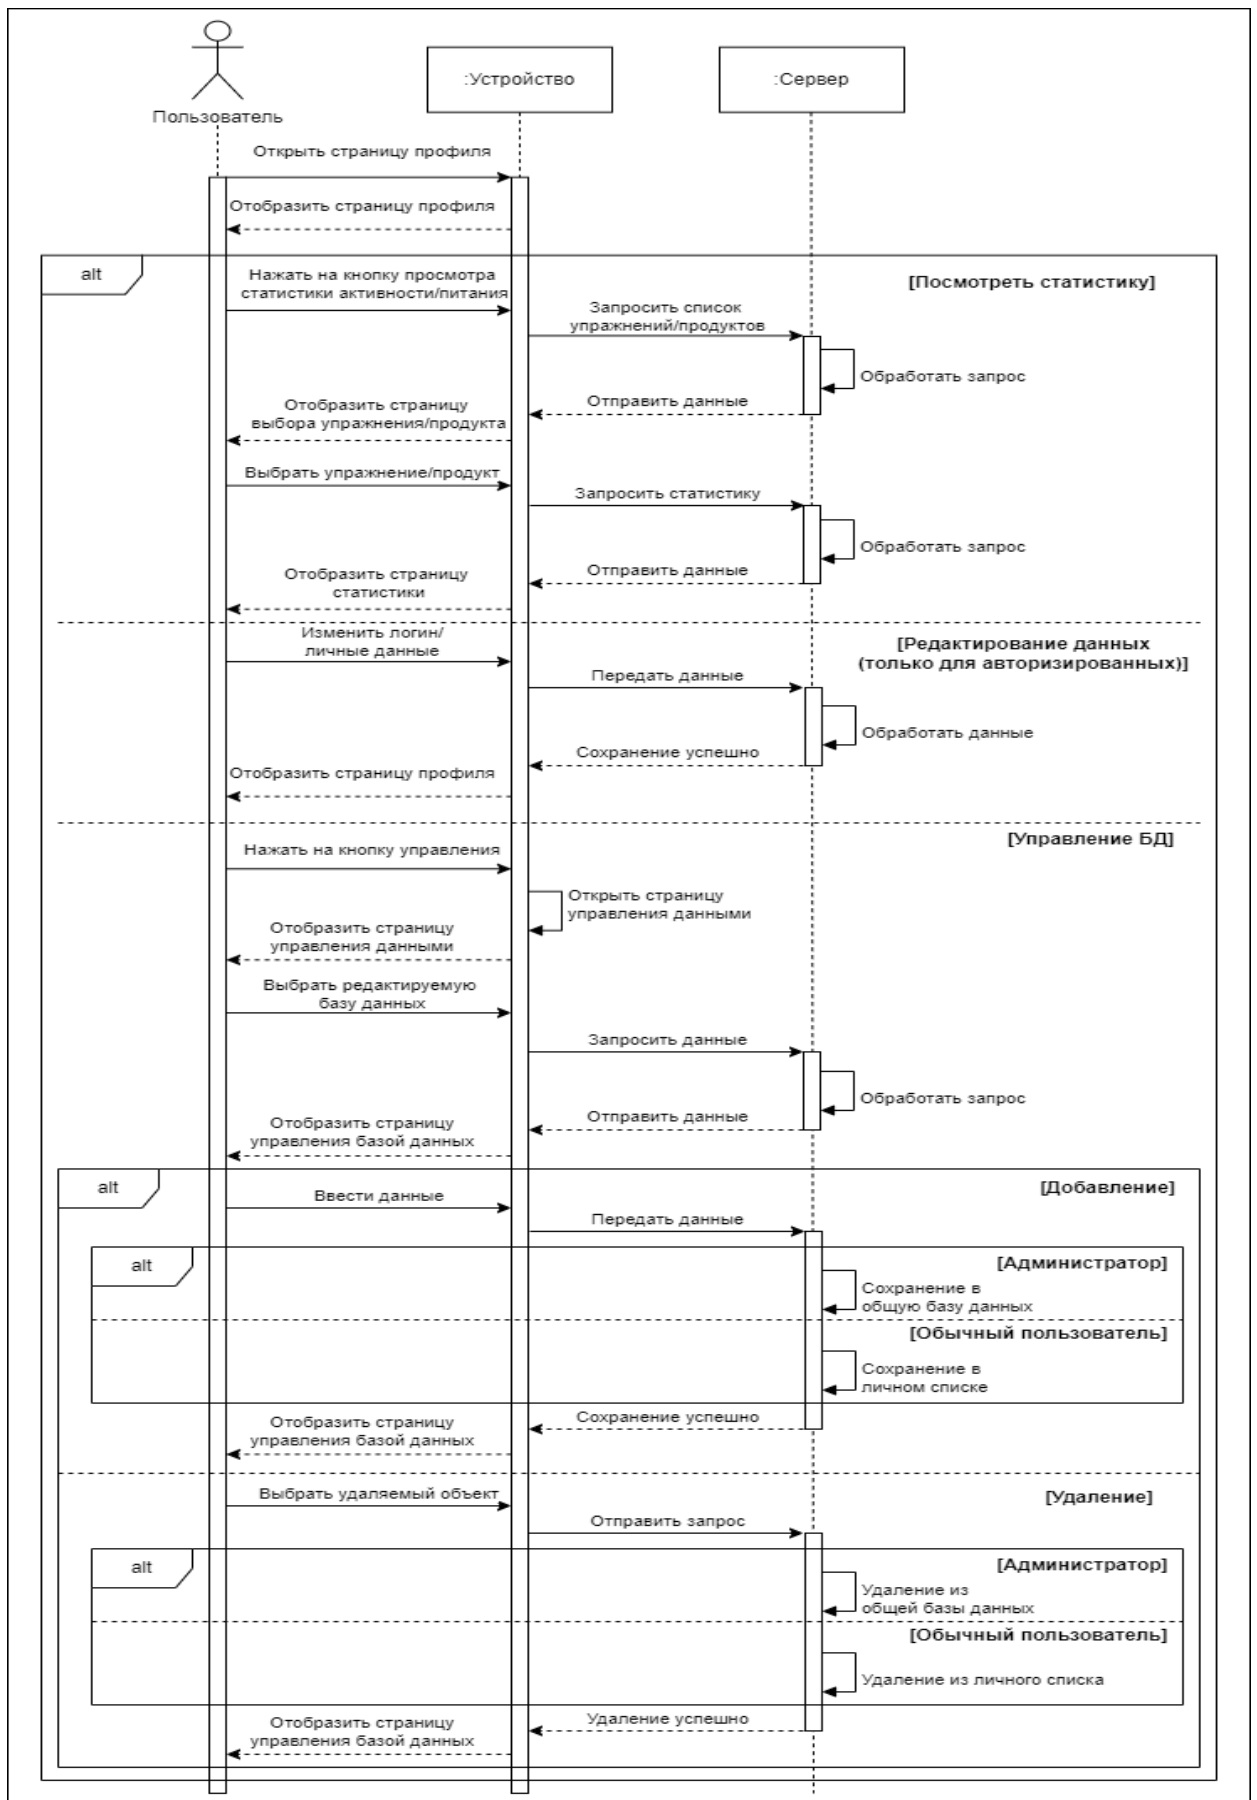 Пользователь
:Устройство
:Сервер
Открыть страницу профиля
Отобразить страницу профиля
alt
[Посмотреть статистику]
Нажать на кнопку просмотра
статистики активности/питания
Запросить список
упражнений/продуктов
Обработать запрос
Отправить данные
Отобразить страницу
выбора упражнения/продукта
Выбрать упражнение/продукт
Запросить статистику
Обработать запрос
Отправить данные
Отобразить страницу
статистики
[Редактирование данных
(только для авторизированных)]
Изменить логин/
личные данные
Передать данные
Обработать данные
Сохранение успешно
Отобразить страницу профиля
[Управление БД]
Нажать на кнопку управления
Открыть страницу
управления данными
Отобразить страницу
управления данными
Выбрать редактируемую
базу данных
Запросить данные
Обработать запрос
Отправить данные
Отобразить страницу
управления базой данных
alt
[Добавление]
Ввести данные
Передать данные
alt
[Администратор]
Сохранение в
общую базу данных
[Обычный пользователь]
Сохранение в
личном списке
Сохранение успешно
Отобразить страницу
управления базой данных
[Удаление]
Выбрать удаляемый объект
Отправить запрос
alt
[Администратор]
Удаление из
общей базы данных
[Обычный пользователь]
Удаление из личного списка
Удаление успешно
Отобразить страницу
управления базой данных